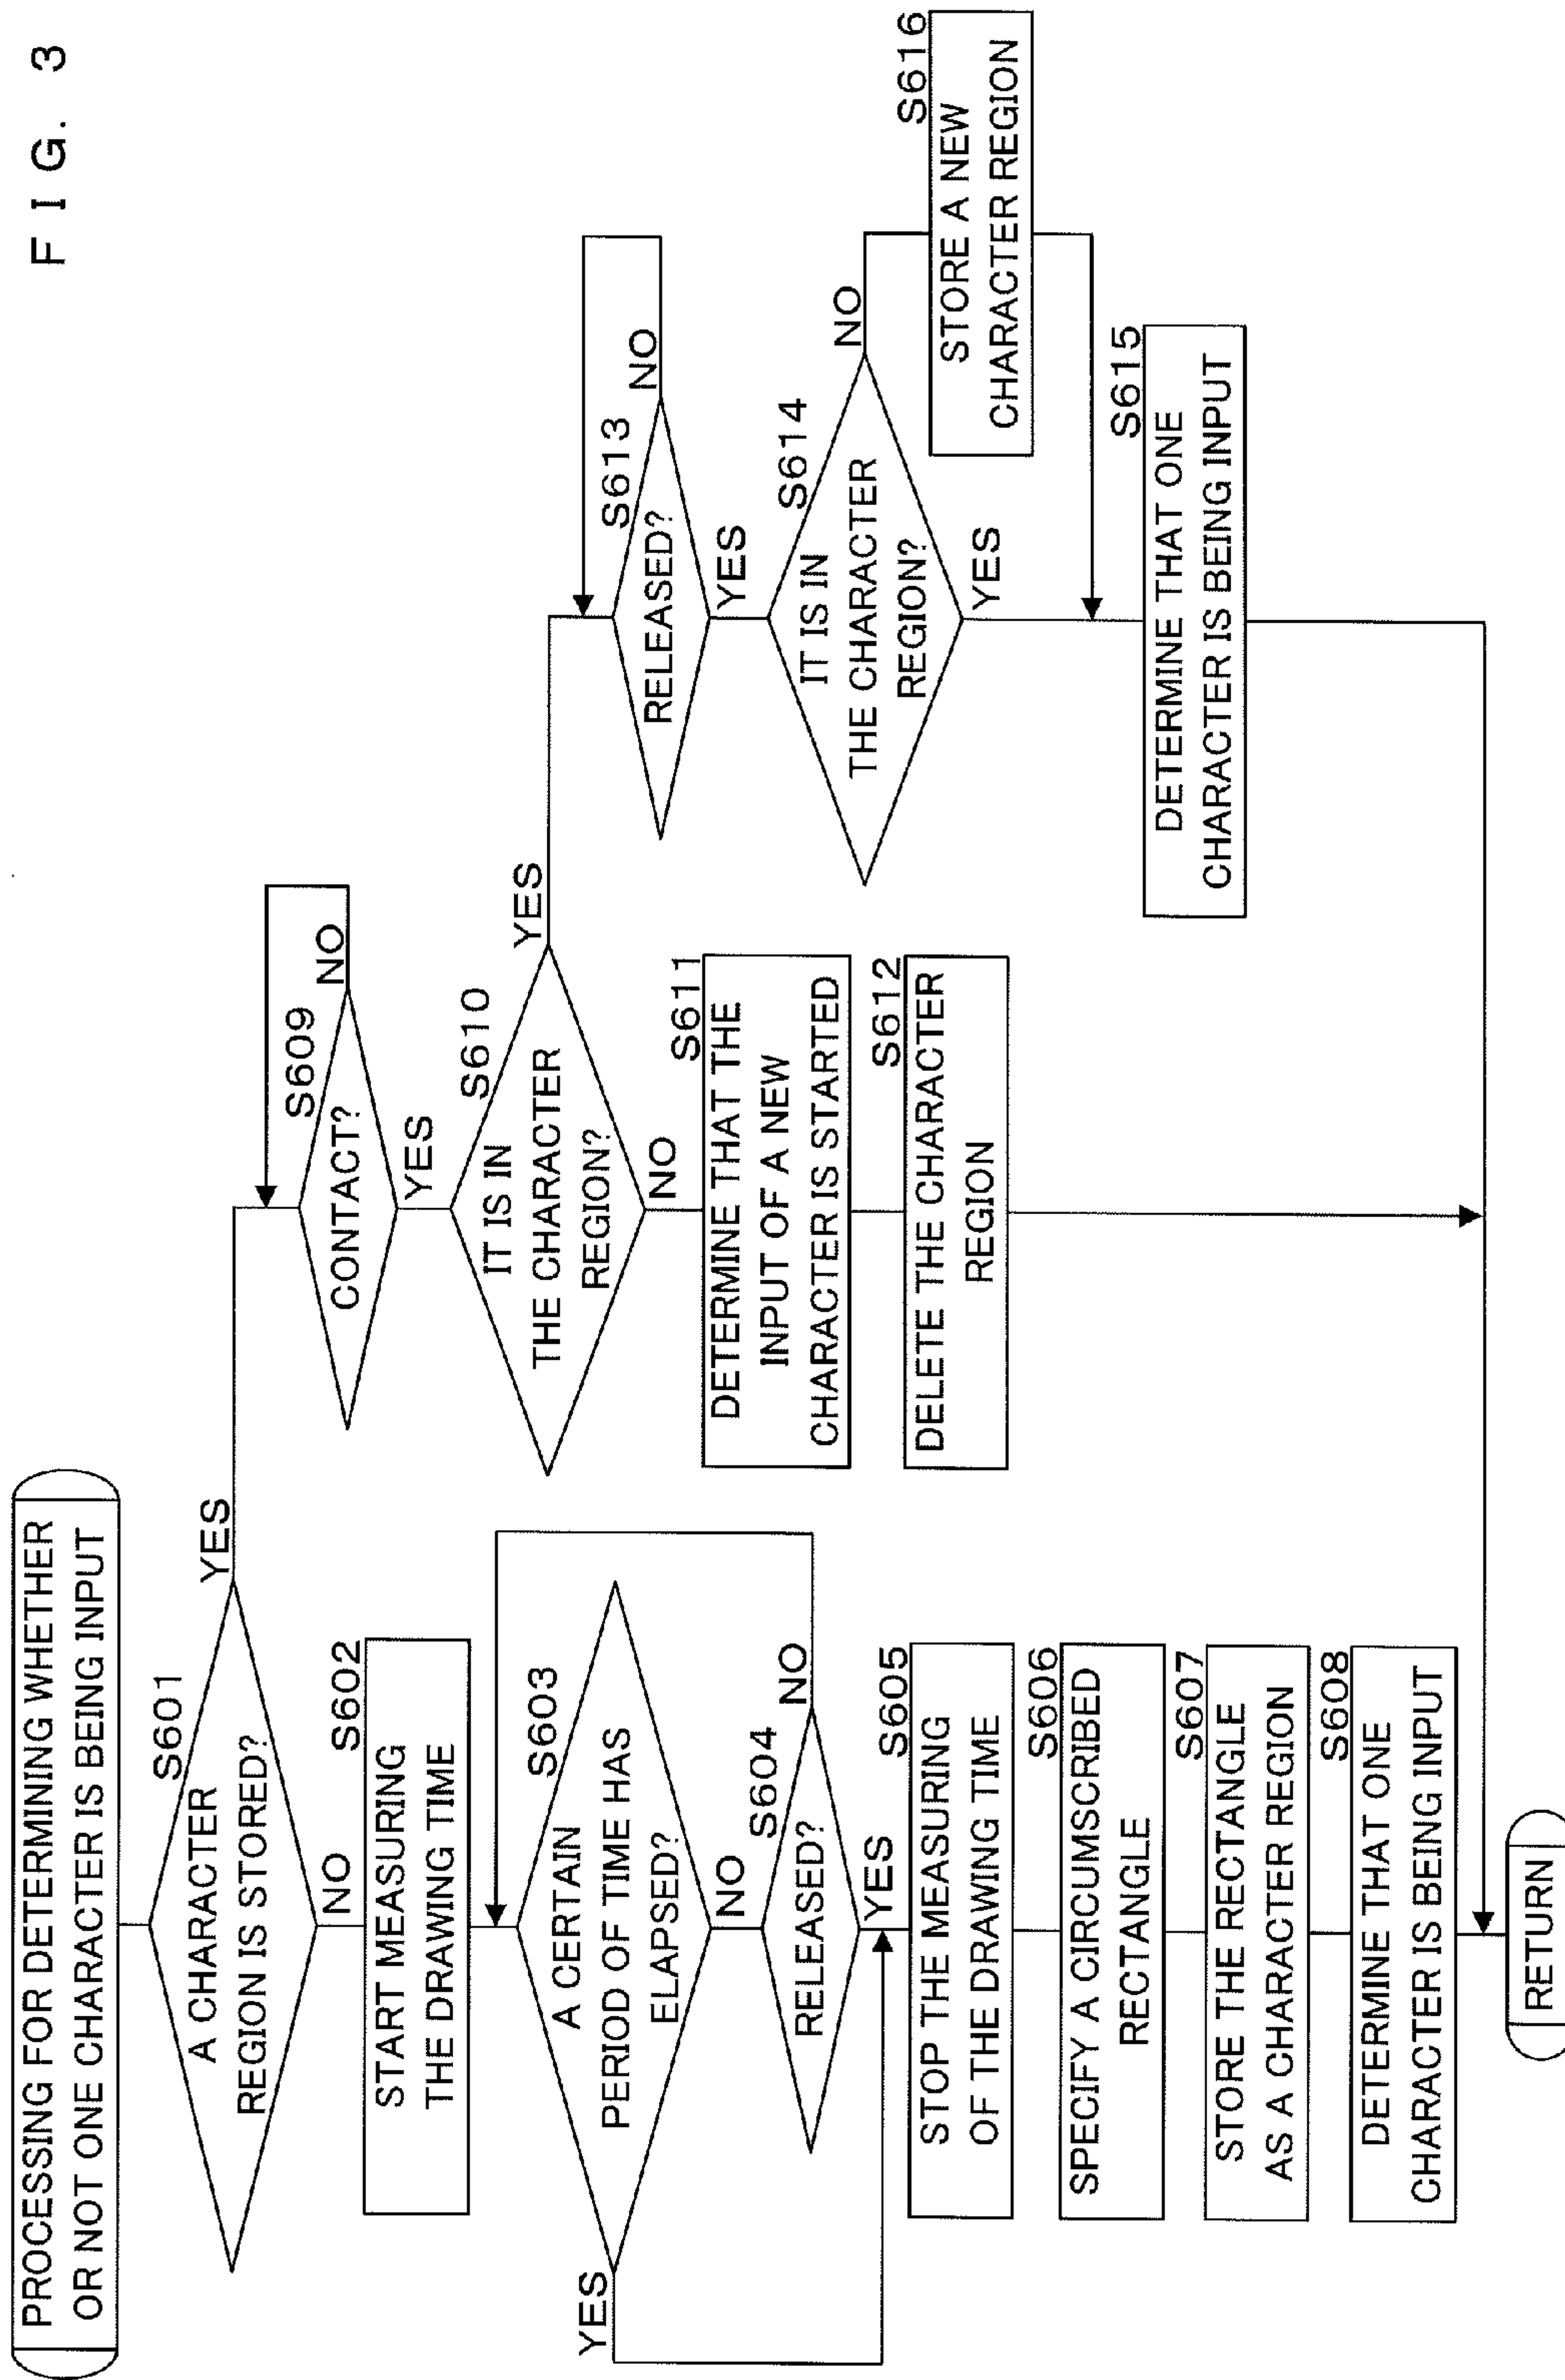 F I G. 3
PROCESSING FOR DETERMINING WHETHER
OR NOT ONE CHARACTER IS BEING INPUT
S601
A CHARACTER
REGION IS STORED?
YES
NO
S602
START MEASURING
THE DRAWING TIME
S603
A CERTAIN
PERIOD OF TIME HAS
ELAPSED?
YES
NO
S604
RELEASED?
NO
YES
S605
STOP THE MEASURING
OF THE DRAWING TIME
S606
SPECIFY A CIRCUMSCRIBED
RECTANGLE
S607
STORE THE RECTANGLE
AS A CHARACTER REGION
S608
DETERMINE THAT ONE
CHARACTER IS BEING INPUT
RETURN
S609
CONTACT?
NO
YES
S610
IT IS IN
THE CHARACTER
REGION?
YES
NO
S611
DETERMINE THAT THE
INPUT OF A NEW
CHARACTER IS STARTED
S612
DELETE THE CHARACTER
REGION
S613
RELEASED?
NO
YES
S614
IT IS IN
THE CHARACTER
REGION?
NO
YES
S616
STORE A NEW
CHARACTER REGION
S615
DETERMINE THAT ONE
CHARACTER IS BEING INPUT